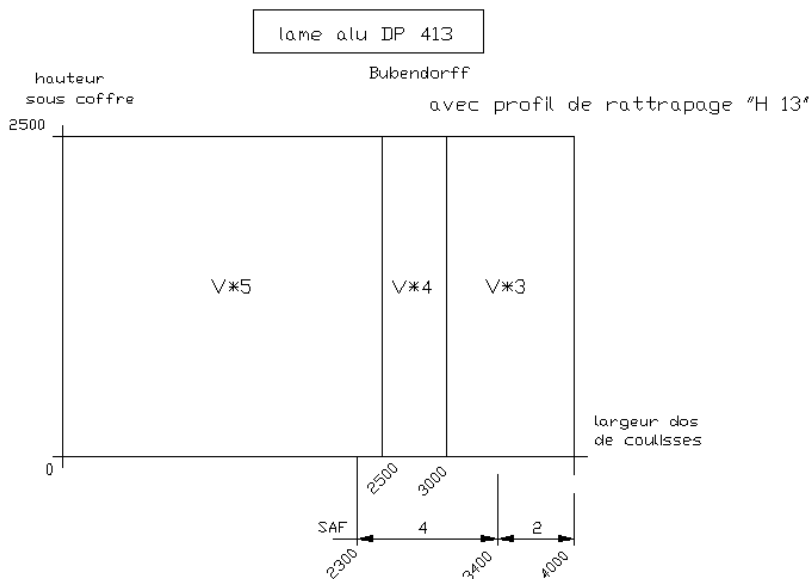 lame alu DP 413
Bubendorff
hauteur
sous coffre
avec profil de rattrapage "H 13"
2500
V*5
V*4
V*3
largeur dos
de coulisses
0
2500
3000
SAF
4
2
2300
3400
4000